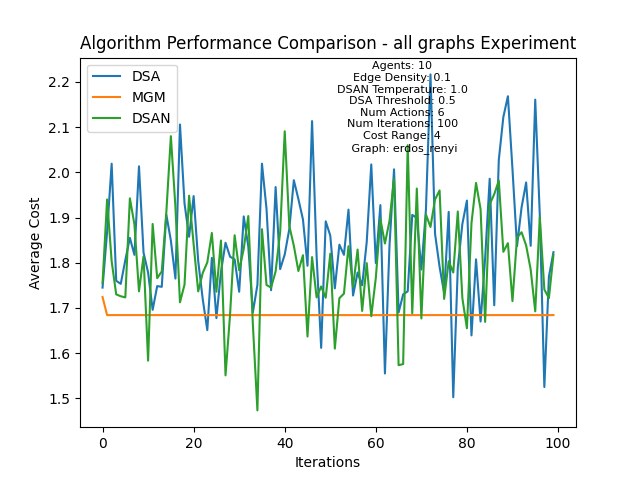 Algorithm Performance Comparison - all graphs Experiment
DSA
MGM
DSAN
Agents: 10
Edge Density: 0.1
DSAN Temperature: 1.0
DSA Threshold: 0.5
Num Actions: 6
Num Iterations: 100
Cost Range: 4
Graph: erdos_renyi
Average Cost
2.2
2.1
2.0
1.9
1.8
1.7
1.6
1.5
0
20
40
60
80
100
Iterations